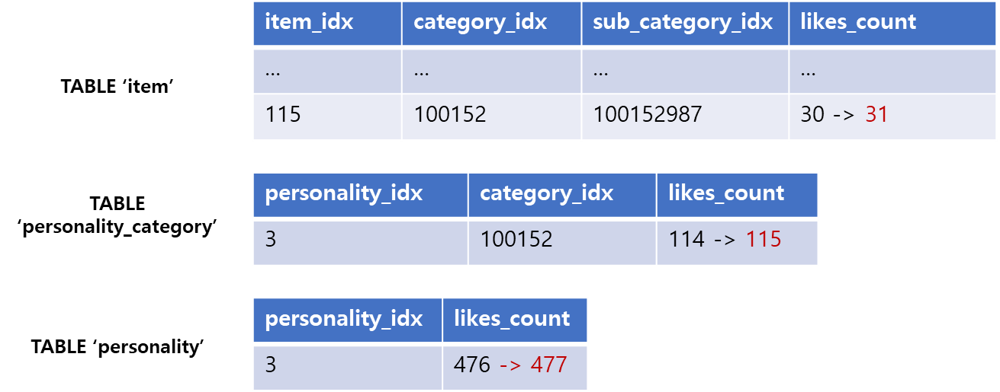 item_idx category_idx sub_category_idx likes_count
TABLE ‘item’
... ... ... ...
115 100152 100152987 30 -> 31
personality_idx category_idx likes_count
TABLE
‘personality_category’
3 100152 114 -> 115
personality_idx likes_count
TABLE ‘personality’
3 476 -> 477